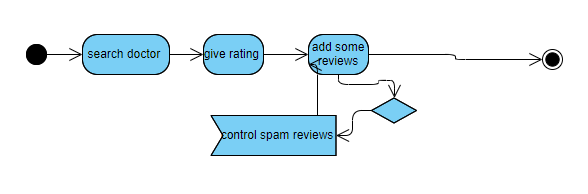 search doctor
give rating
add some
reviews
control spam reviews